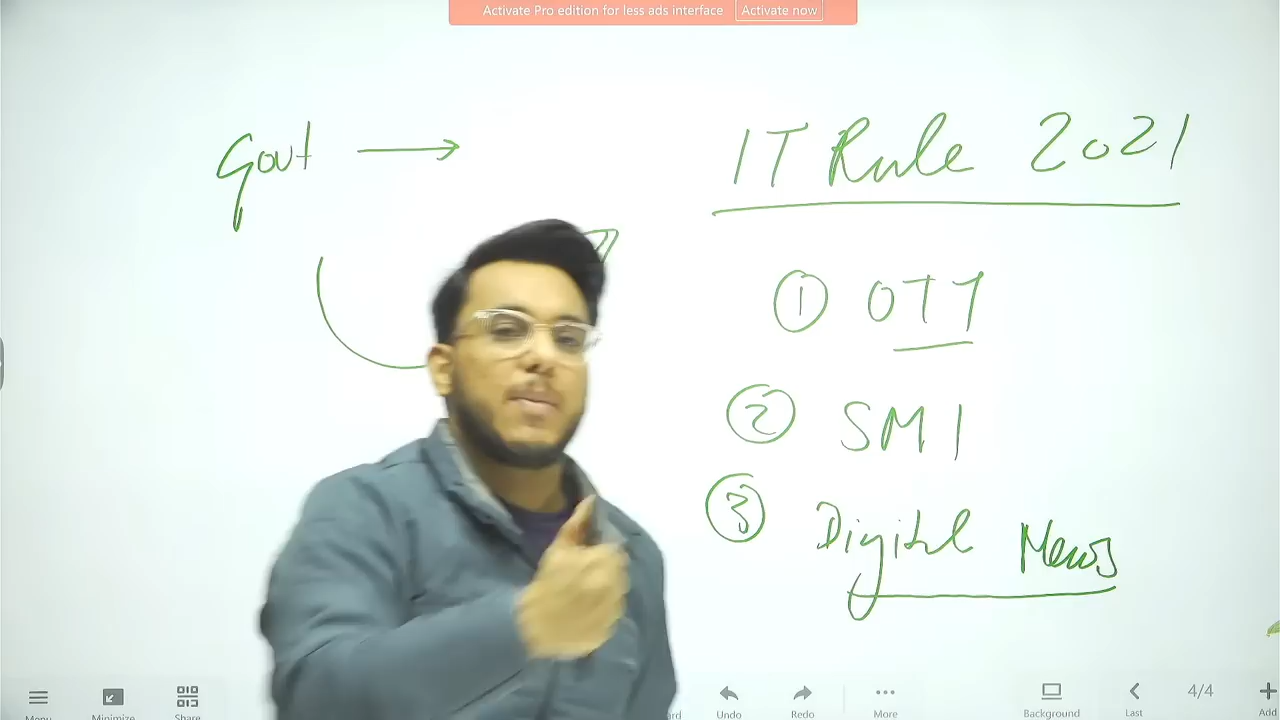 Activate Pro edition for less ads interface Activate now
Govt → IT Rule 2021
① OTT
② SMI
③ Digital News
Menu Minimize Share Undo Redo More Background Last 4/4 Add